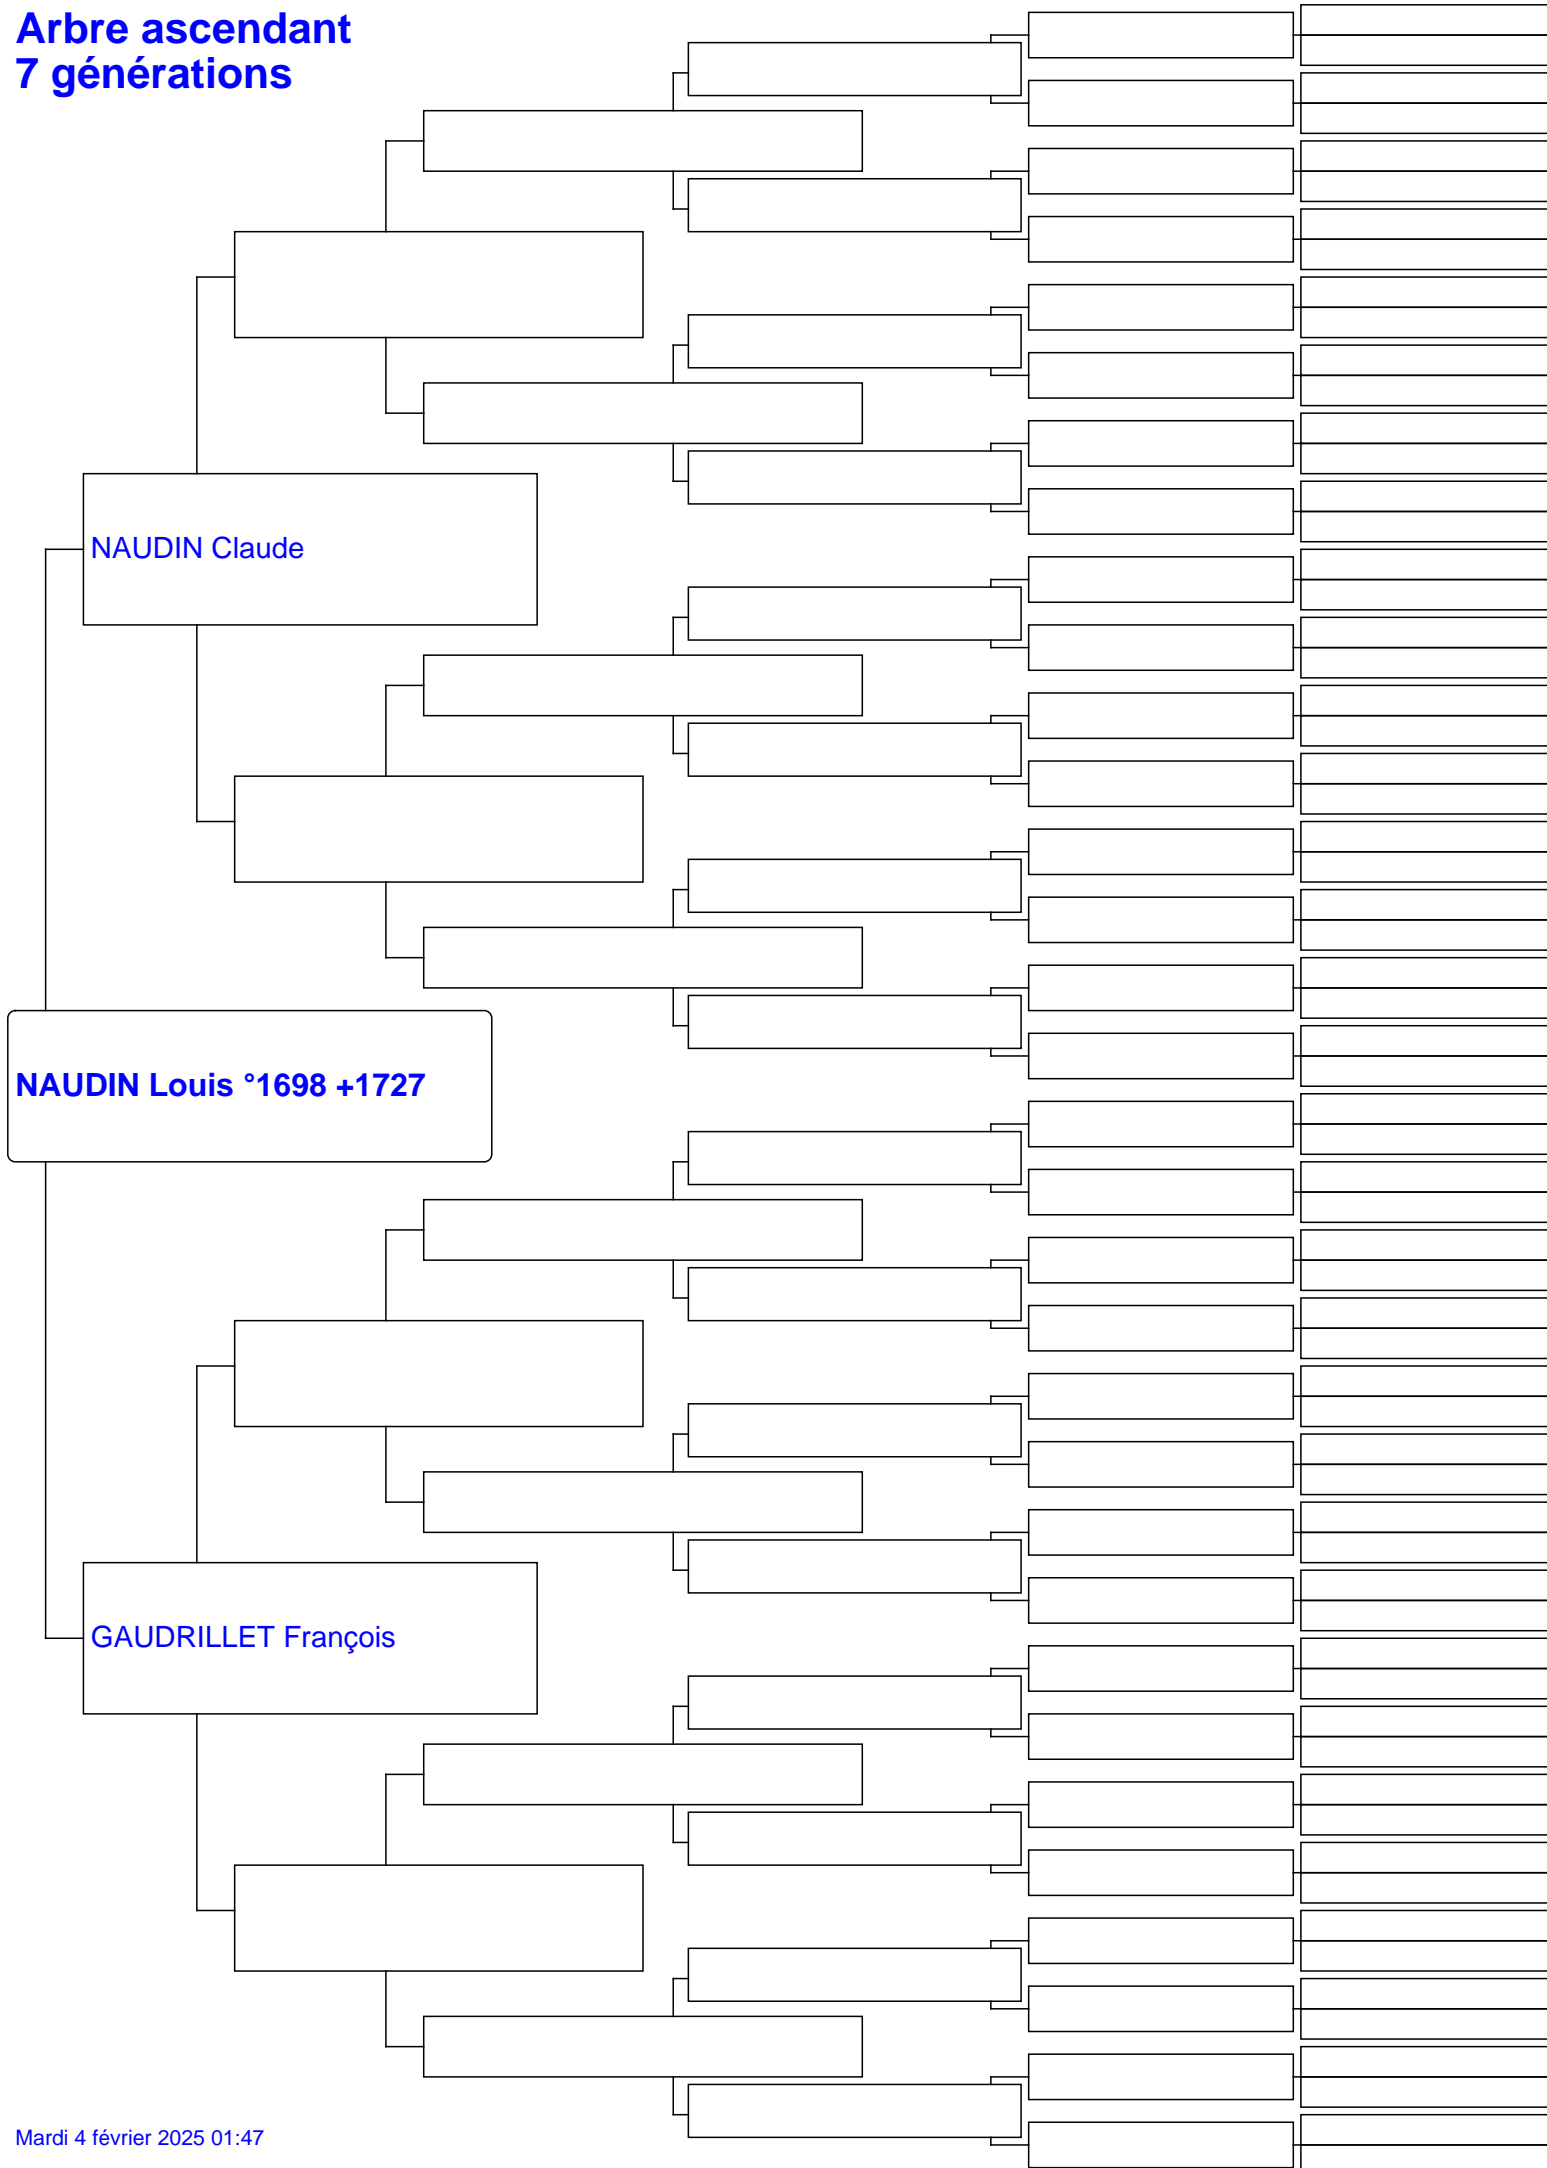 Arbre ascendant
7 générations
NAUDIN Claude
NAUDIN Louis °1698 +1727
GAUDRILLET François
Mardi 4 février 2025 01:47